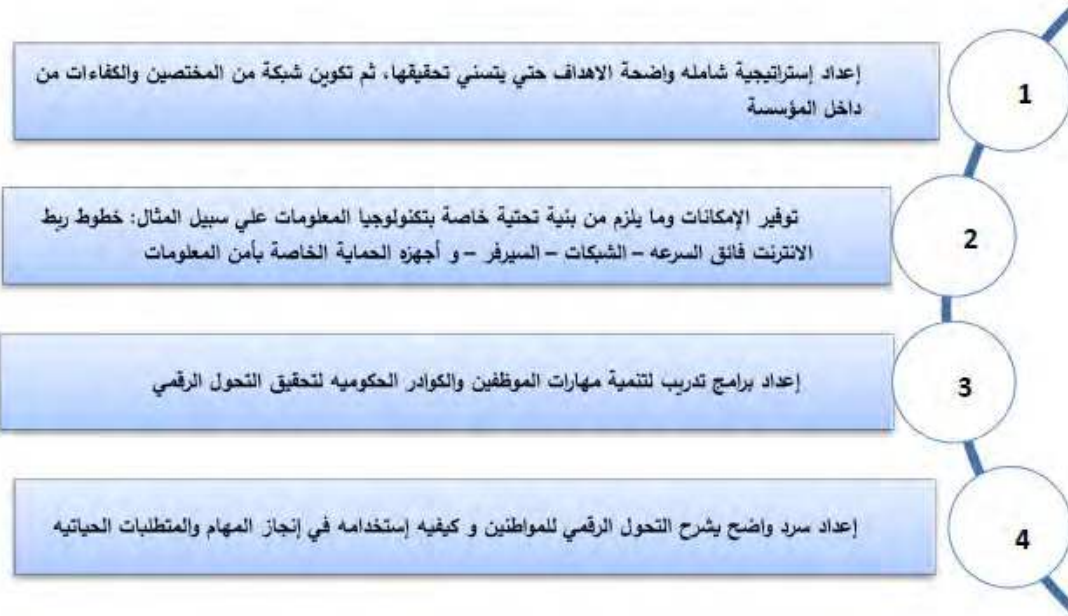 1
إعداد إستراتيجية شامله واضحة الاهداف حتي يتسني تحقيقها، ثم تكوين شبكة من المختصين والكفاءات من
داخل المؤسسة
2
توفير الإمكانات وما يلزم من بنية تحتية خاصة بتكنولوجيا المعلومات علي سبيل المثال: خطوط ربط
الانترنت فائق السرعه – الشبكات – السيرفر – و أجهزه الحماية الخاصة بأمن المعلومات
3
إعداد برامج تدريب لتنمية مهارات الموظفين والكوادر الحكوميه لتحقيق التحول الرقمي
4
إعداد سرد واضح يشرح التحول الرقمي للمواطنين و كيفيه إستخدامه في إنجاز المهام والمتطلبات الحياتيه